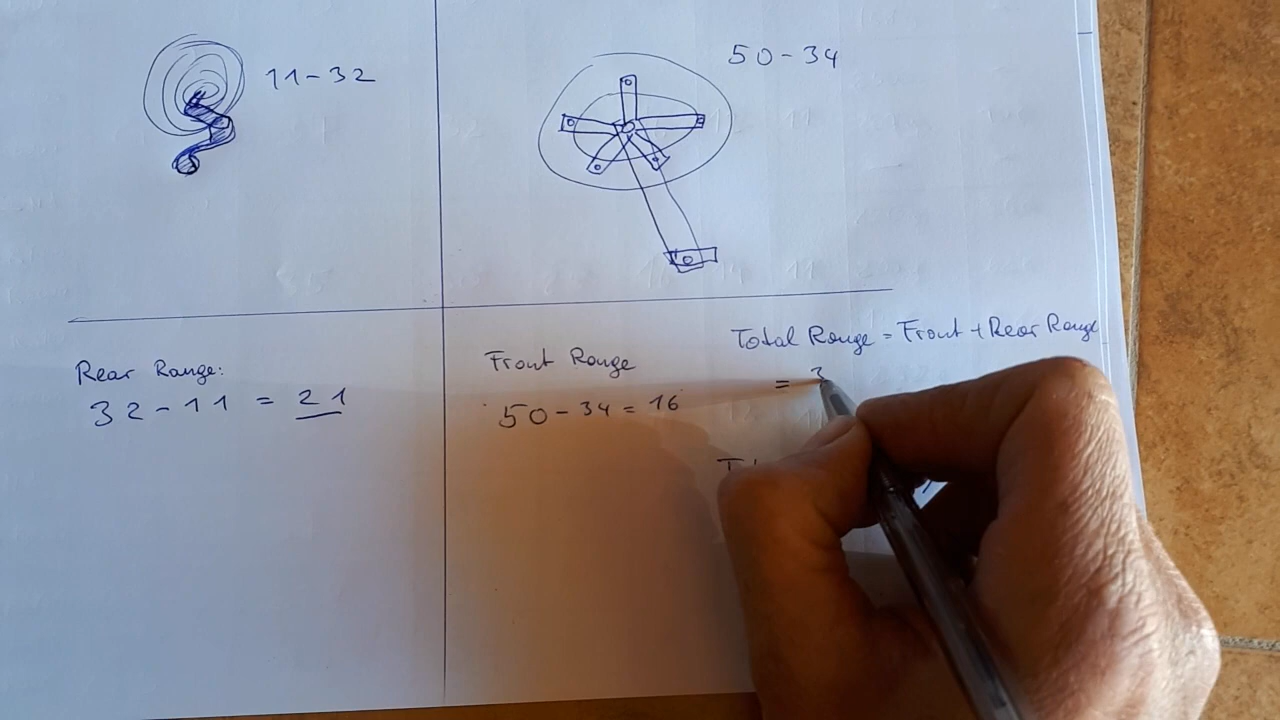 11-32
50-34
Rear Range:
32-11 = 21
Front Range
50-34 = 16
Total Range = Front + Rear Range
= 3